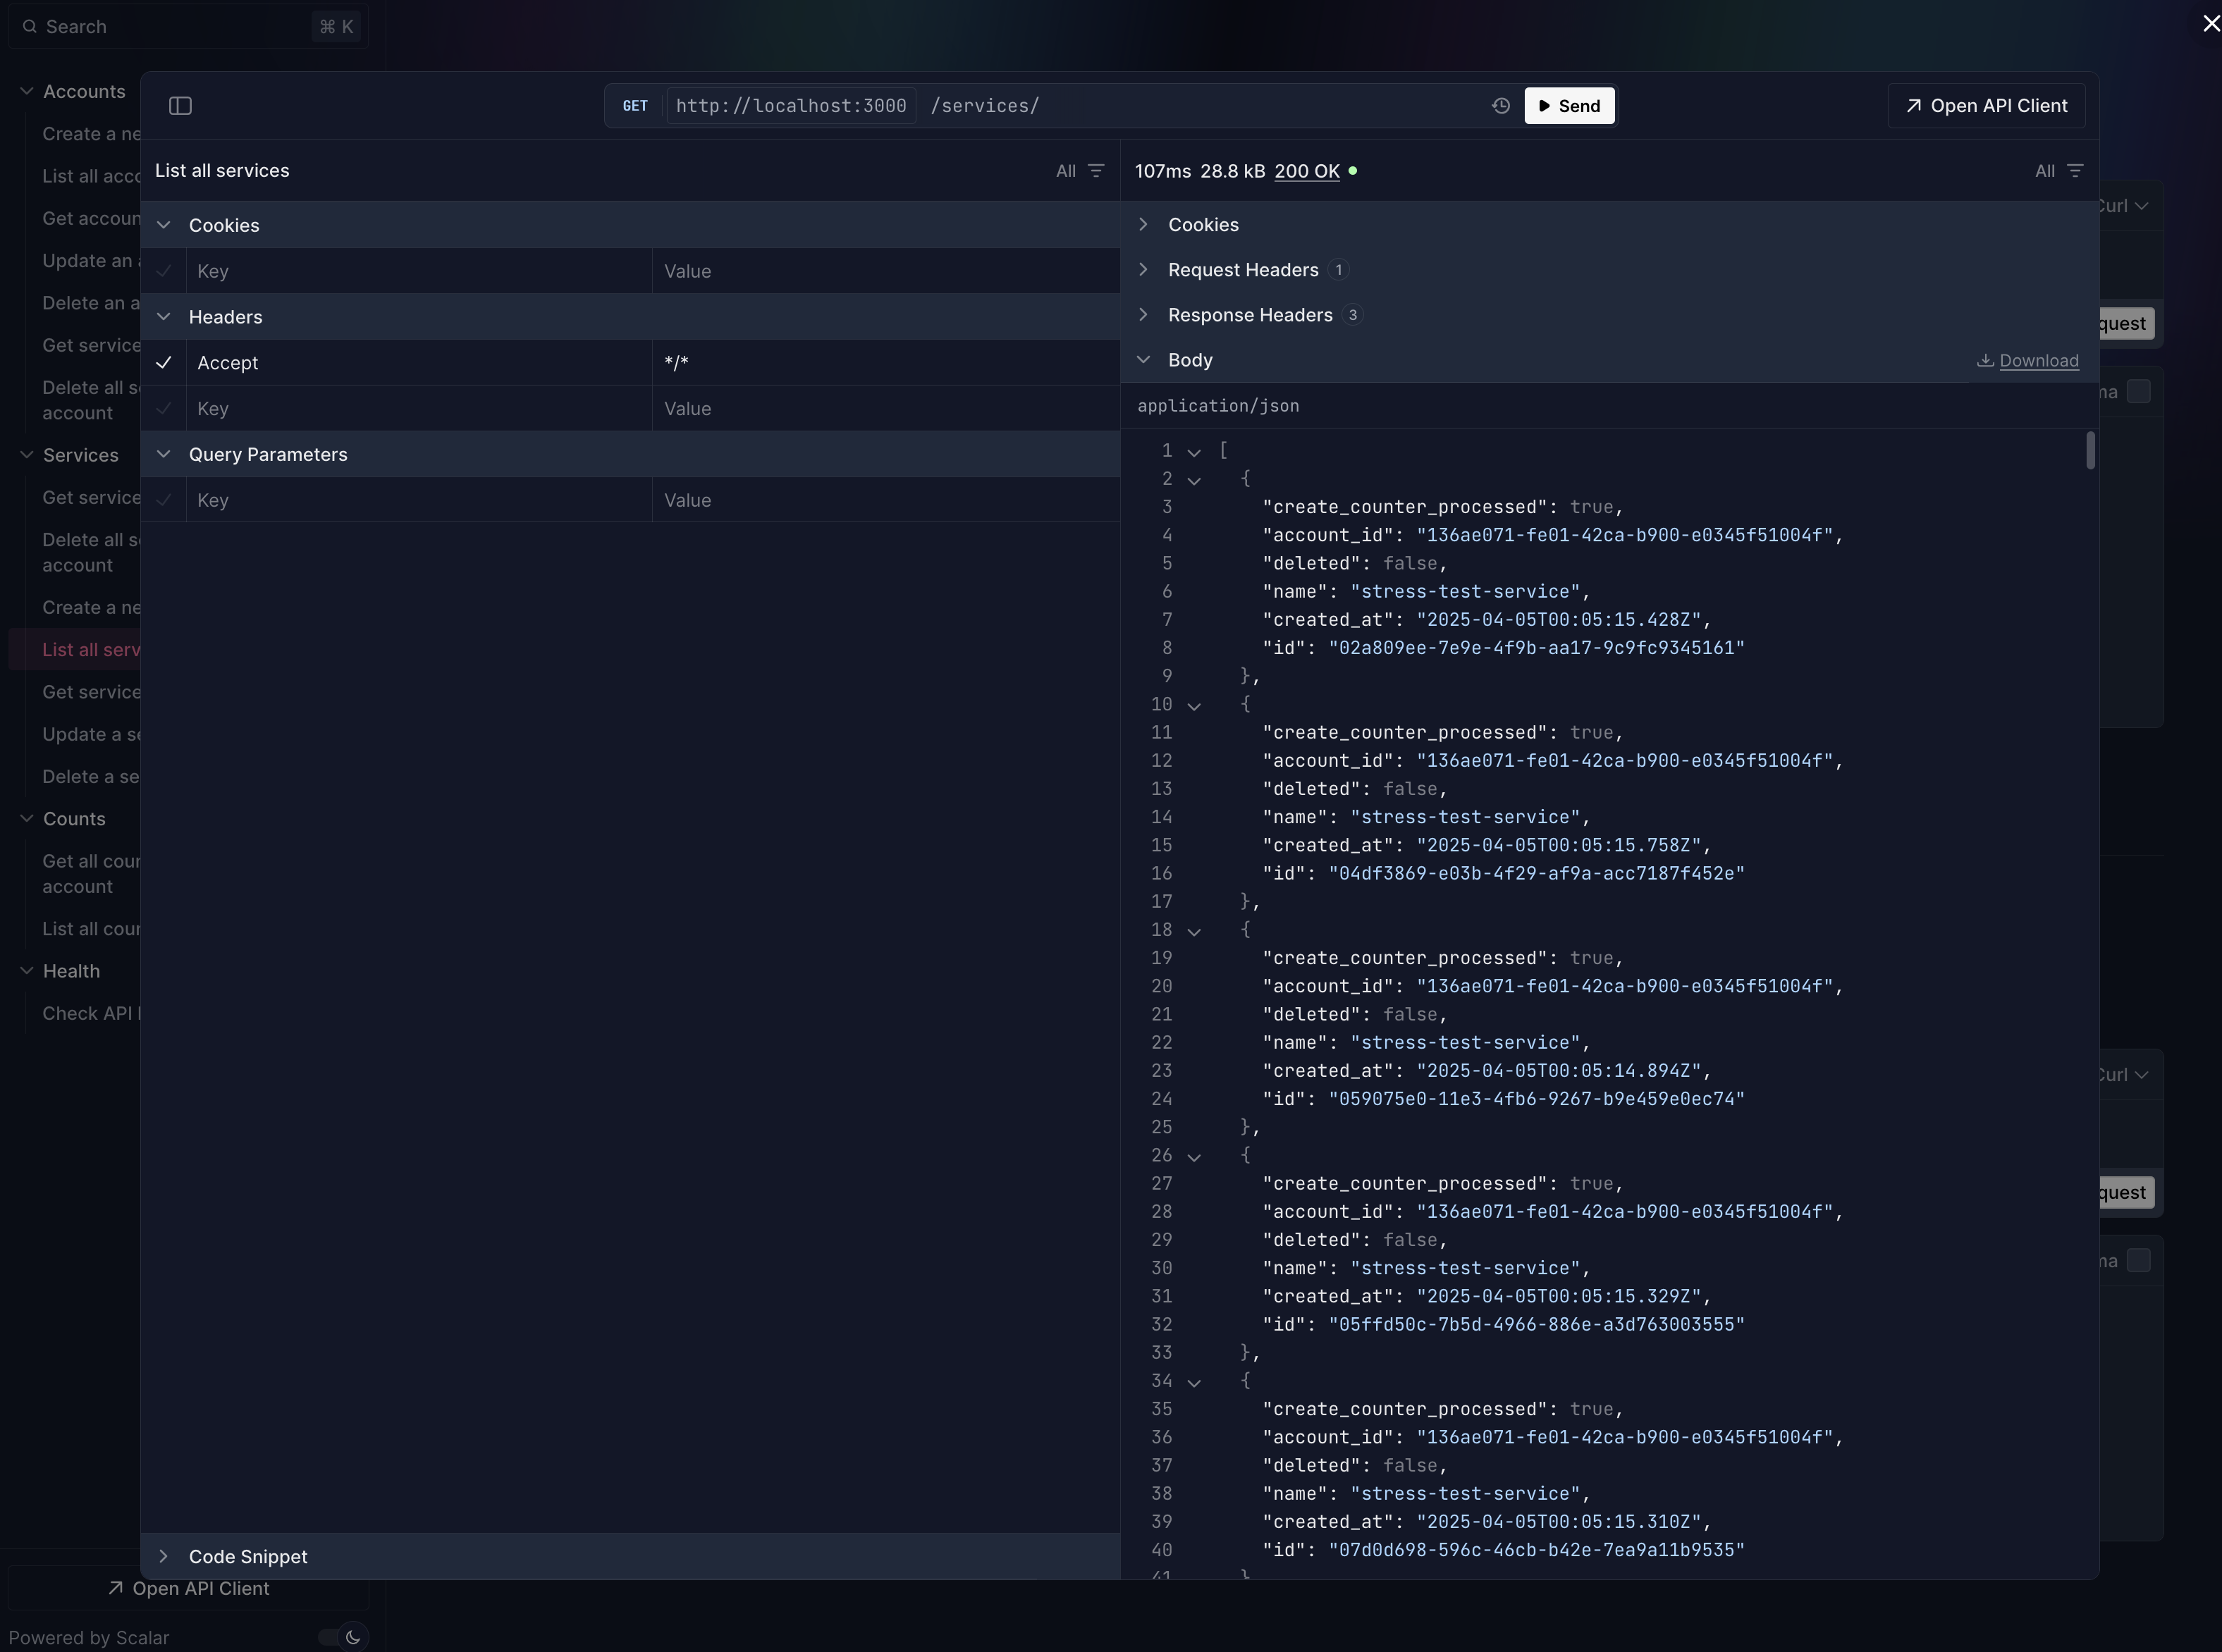 Search
⌘ K
Accounts
Create a ne
List all acco
Get accoun
Update an a
Delete an a
Get service
Delete all s
account
Services
Get service
Delete all s
account
Create a ne
List all serv
Get service
Update a se
Delete a se
Counts
Get all cour
account
List all cour
Health
Check API
Open API Client
Powered by Scalar
GET http://localhost:3000 /services/
Send
Open API Client
List all services
All
Cookies
Key Value
Headers
Accept */*
Key Value
Query Parameters
Key Value
Code Snippet
107ms 28.8 kB 200 OK
All
Cookies
Request Headers 1
Response Headers 3
Body
Download
application/json
1 [
2 {
3 "create_counter_processed": true,
4 "account_id": "136ae071-fe01-42ca-b900-e0345f51004f",
5 "deleted": false,
6 "name": "stress-test-service",
7 "created_at": "2025-04-05T00:05:15.428Z",
8 "id": "02a809ee-7e9e-4f9b-aa17-9c9fc9345161"
9 },
10 {
11 "create_counter_processed": true,
12 "account_id": "136ae071-fe01-42ca-b900-e0345f51004f",
13 "deleted": false,
14 "name": "stress-test-service",
15 "created_at": "2025-04-05T00:05:15.758Z",
16 "id": "04df3869-e03b-4f29-af9a-acc7187f452e"
17 },
18 {
19 "create_counter_processed": true,
20 "account_id": "136ae071-fe01-42ca-b900-e0345f51004f",
21 "deleted": false,
22 "name": "stress-test-service",
23 "created_at": "2025-04-05T00:05:14.894Z",
24 "id": "059075e0-11e3-4fb6-9267-b9e459e0ec74"
25 },
26 {
27 "create_counter_processed": true,
28 "account_id": "136ae071-fe01-42ca-b900-e0345f51004f",
29 "deleted": false,
30 "name": "stress-test-service",
31 "created_at": "2025-04-05T00:05:15.329Z",
32 "id": "05ffd50c-7b5d-4966-886e-a3d763003555"
33 },
34 {
35 "create_counter_processed": true,
36 "account_id": "136ae071-fe01-42ca-b900-e0345f51004f",
37 "deleted": false,
38 "name": "stress-test-service",
39 "created_at": "2025-04-05T00:05:15.310Z",
40 "id": "07d0d698-596c-46cb-b42e-7ea9a11b9535"
41 }
Curl
quest
ma
Curl
quest
ma